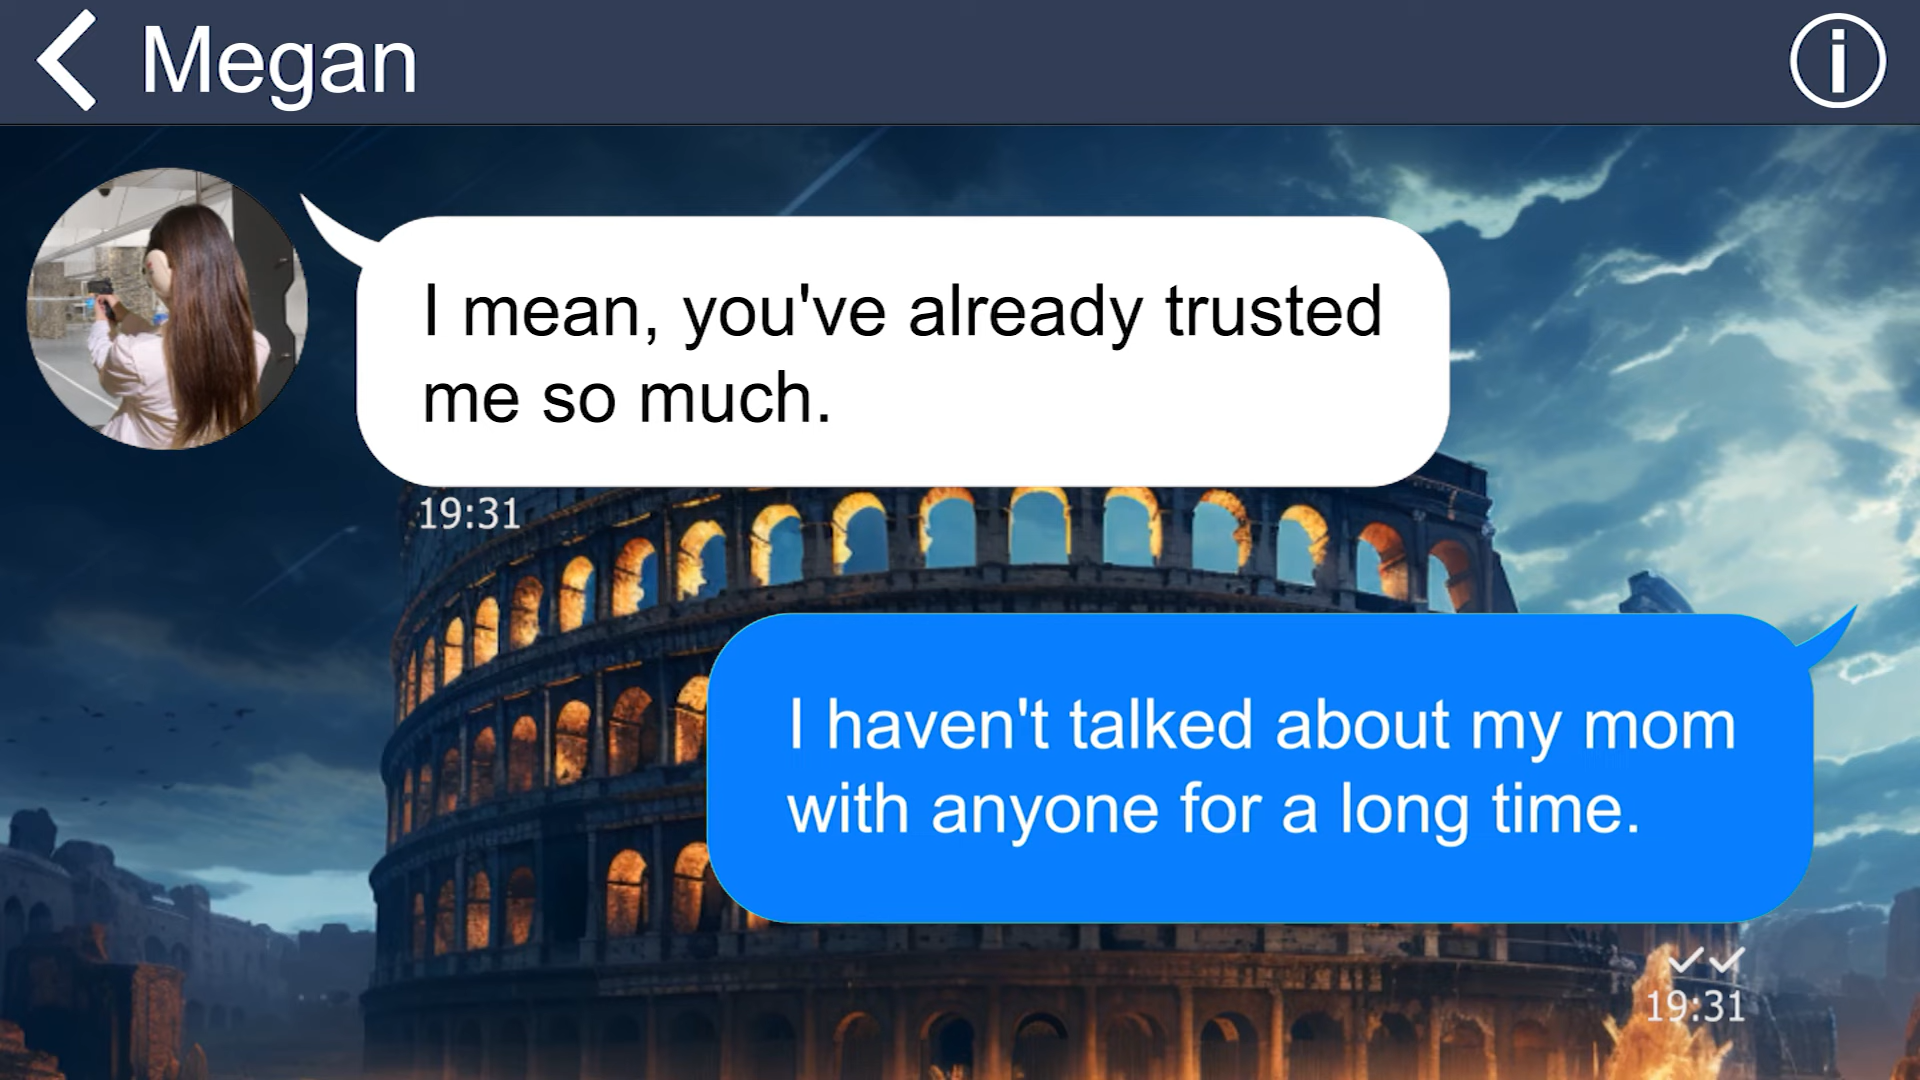 Megan
I mean, you've already trusted
me so much.
19:31
I haven't talked about my mom
with anyone for a long time.
19:31